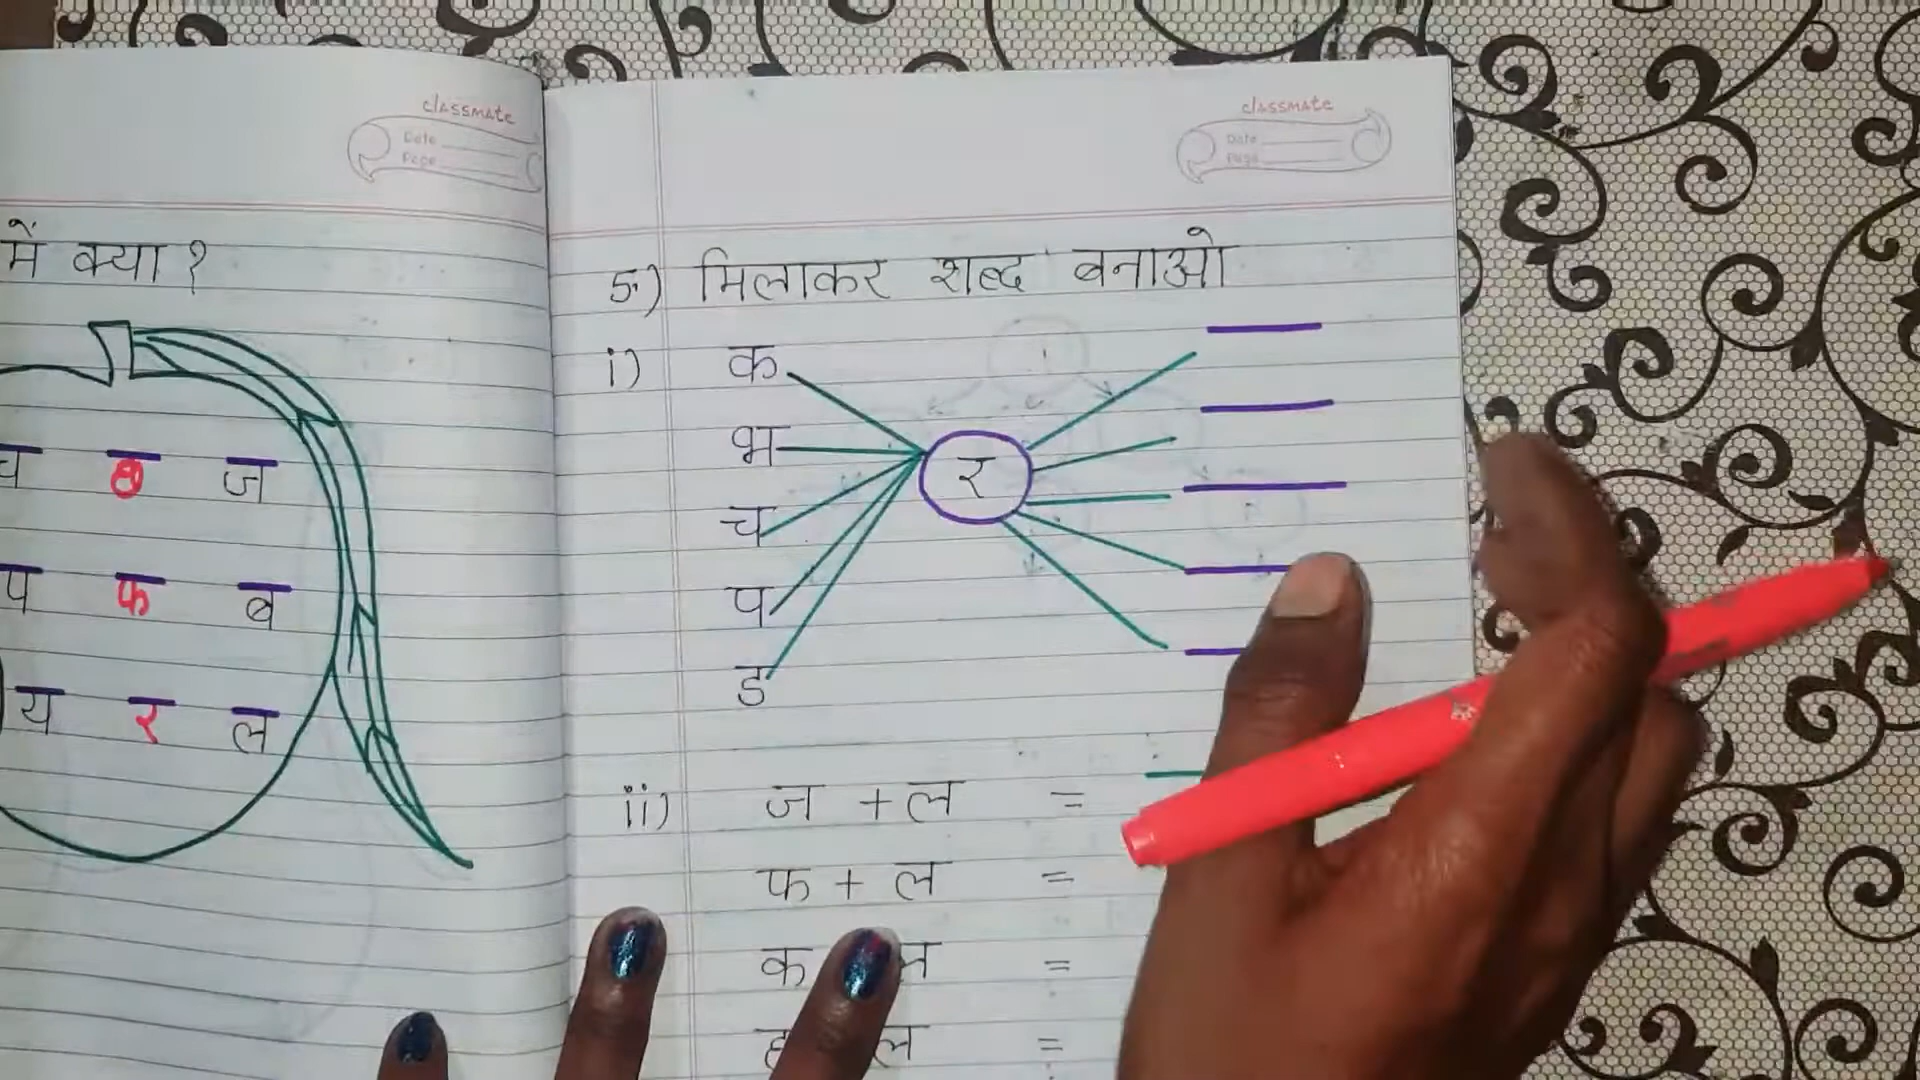 classmate
Date
Page
में क्या ?
च छ ज
प फ ब
य र ल
classmate
Date
Page
5) मिलाकर शब्द बनाओ
i) क
भ
च
प
ड
र
ii) ज + ल =
फ + ल =
क ल =
ह ल =